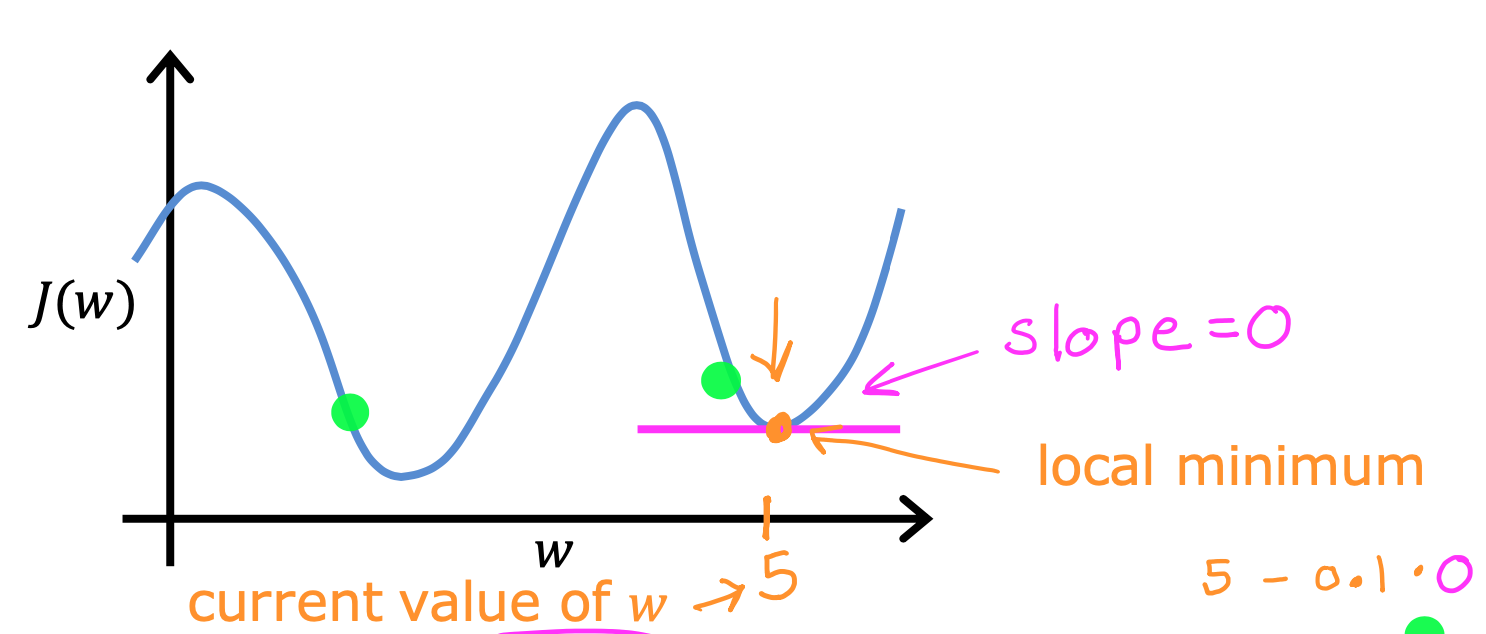 J(w)
slope=0
local minimum
w
5
current value of w
5 - 0.1 · 0